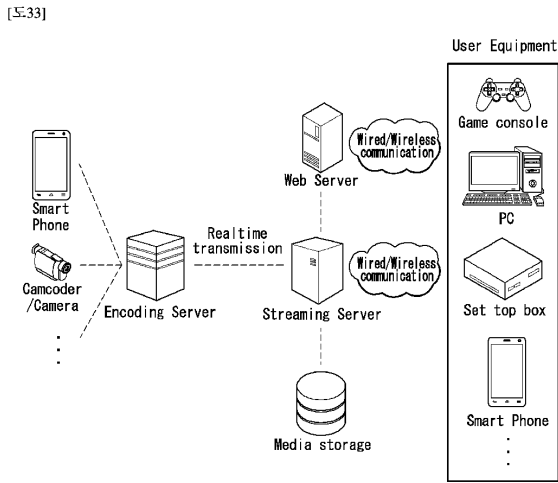 [도33]
User Equipment
Game console
PC
Set top box
Smart Phone
Wired/Wireless
communication
Web Server
Smart
Phone
Realtime
transmission
Wired/Wireless
communication
Camcoder
/Camera
Encoding Server
Streaming Server
Media storage